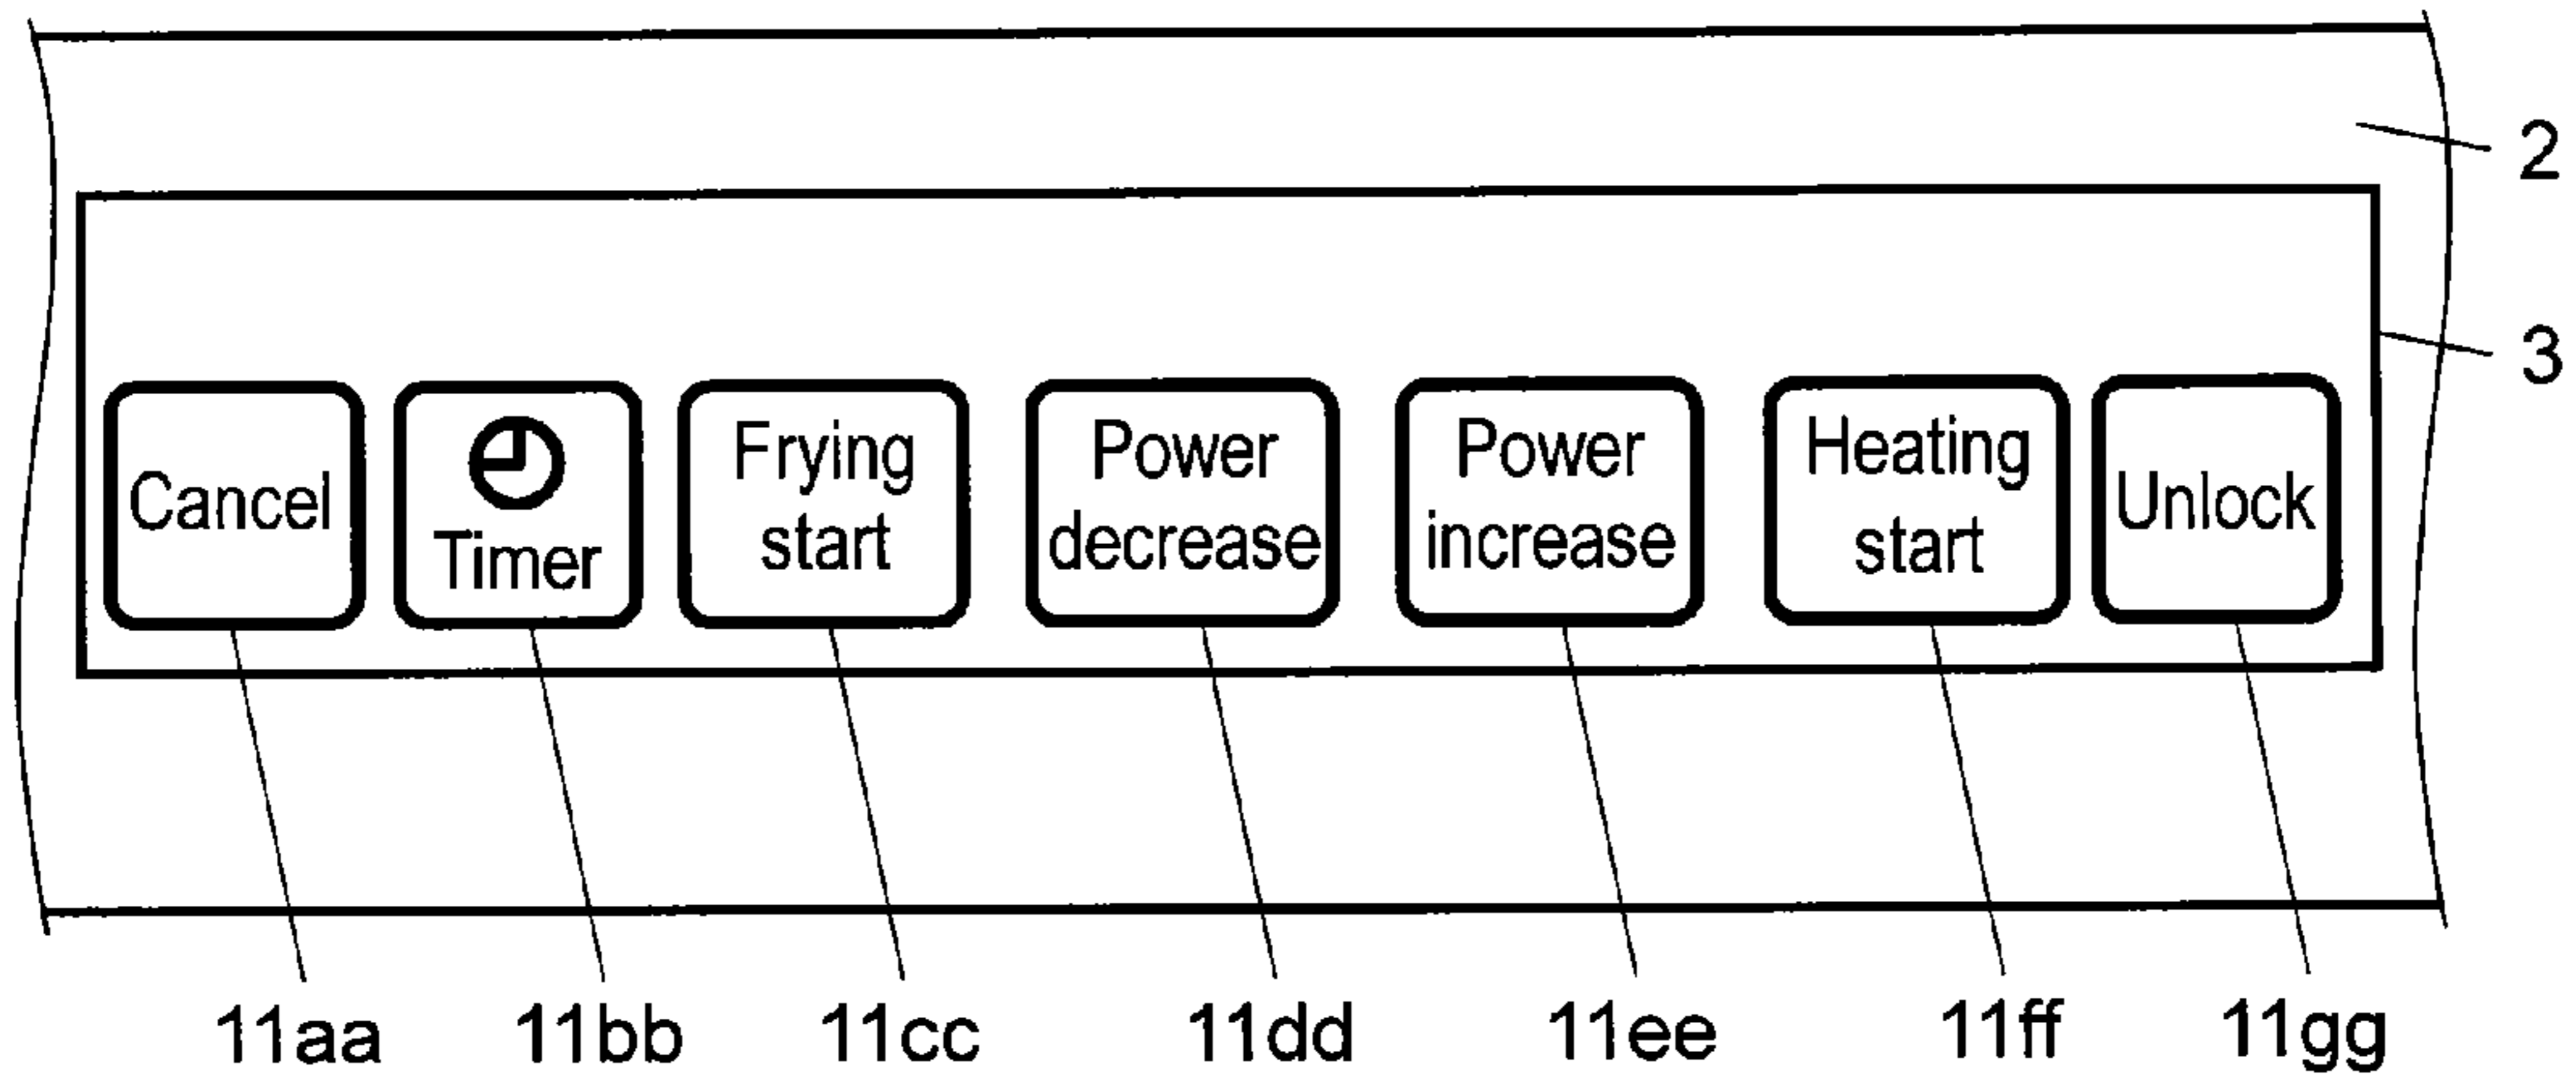 2
3
Cancel
Timer
Frying
start
Power
decrease
Power
increase
Heating
start
Unlock
11aa 11bb 11cc 11dd 11ee 11ff 11gg